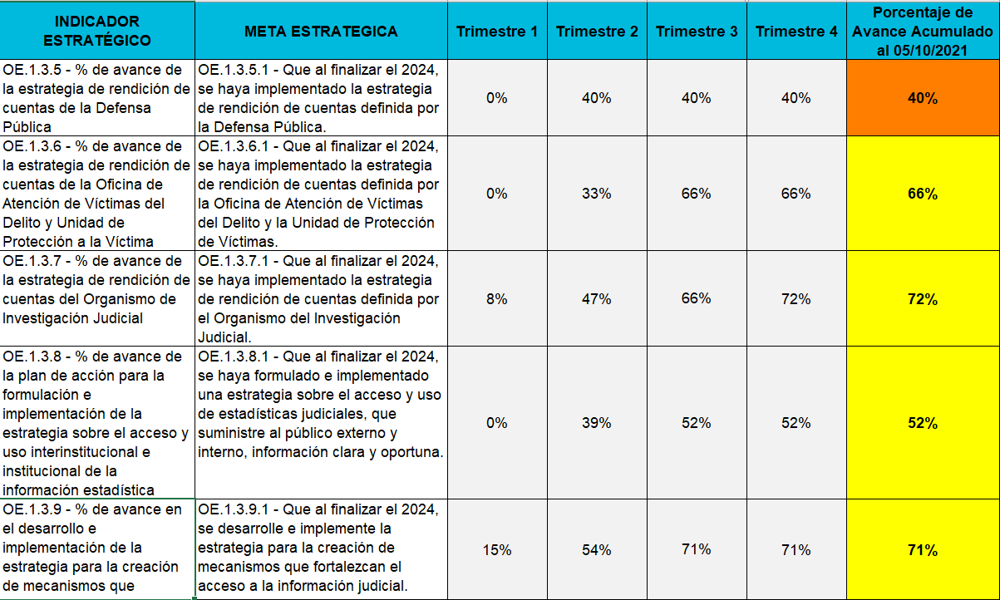 INDICADOR
ESTRATÉGICO
META ESTRATEGICA
Trimestre 1
Trimestre 2
Trimestre 3
Trimestre 4
Porcentaje de
Avance Acumulado
al 05/10/2021
OE.1.3.5 - % de avance de
la estrategia de rendición de
cuentas de la Defensa
Pública
OE.1.3.5.1 - Que al finalizar el 2024,
se haya implementado la estrategia
de rendición de cuentas definida por
la Defensa Pública.
0%
40%
40%
40%
40%
OE.1.3.6 - % de avance de
la estrategia de rendición de
cuentas de la Oficina de
Atención de Víctimas del
Delito y Unidad de
Protección a la Víctima
OE.1.3.6.1 - Que al finalizar el 2024,
se haya implementado la estrategia
de rendición de cuentas definida por
la Oficina de Atención de Víctimas
del Delito y la Unidad de Protección
de Víctimas.
0%
33%
66%
66%
66%
OE.1.3.7 - % de avance de
la estrategia de rendición de
cuentas del Organismo de
Investigación Judicial
OE.1.3.7.1 - Que al finalizar el 2024,
se haya implementado la estrategia
de rendición de cuentas definida por
el Organismo del Investigación
Judicial.
8%
47%
66%
72%
72%
OE.1.3.8 - % de avance de
la plan de acción para la
formulación e
implementación de la
estrategia sobre el acceso y
uso interinstitucional e
institucional de la
información estadística
OE.1.3.8.1 - Que al finalizar el 2024,
se haya formulado e implementado
una estrategia sobre el acceso y uso
de estadísticas judiciales, que
suministre al público externo y
interno, información clara y oportuna.
0%
39%
52%
52%
52%
OE.1.3.9 - % de avance en
el desarrollo e
implementación de la
estrategia para la creación
de mecanismos que
OE.1.3.9.1 - Que al finalizar el 2024,
se desarrolle e implemente la
estrategia para la creación de
mecanismos que fortalezcan el
acceso a la información judicial.
15%
54%
71%
71%
71%